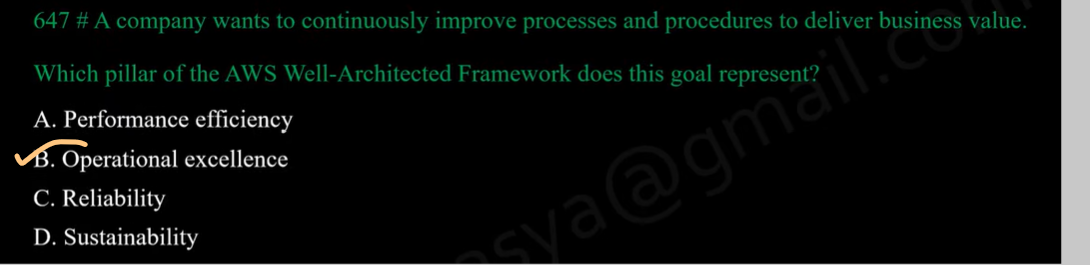 647 # A company wants to continuously improve processes and procedures to deliver business value.
Which pillar of the AWS Well-Architected Framework does this goal represent?
A. Performance efficiency
B. Operational excellence
C. Reliability
D. Sustainability